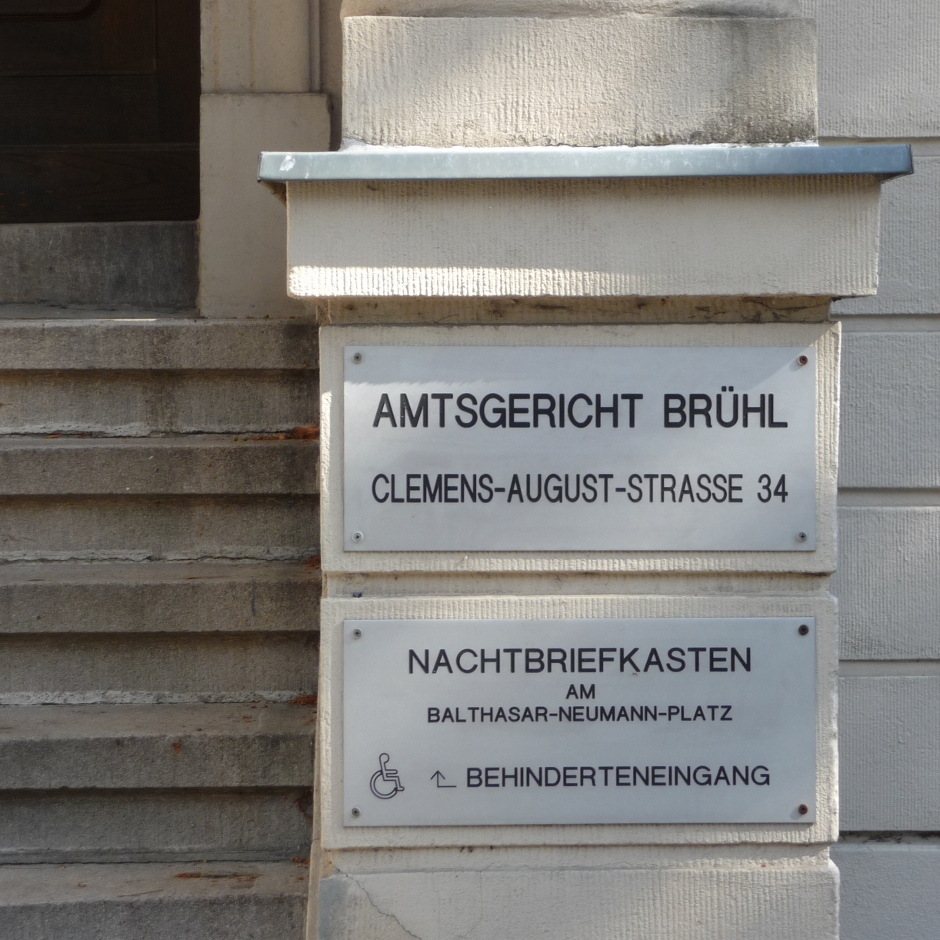 AMTSGERICHT BRÜHL
CLEMENS-AUGUST-STRASSE 34
NACHTBRIEFKASTEN
AM
BALTHASAR-NEUMANN-PLATZ
BEHINDERTENEINGANG